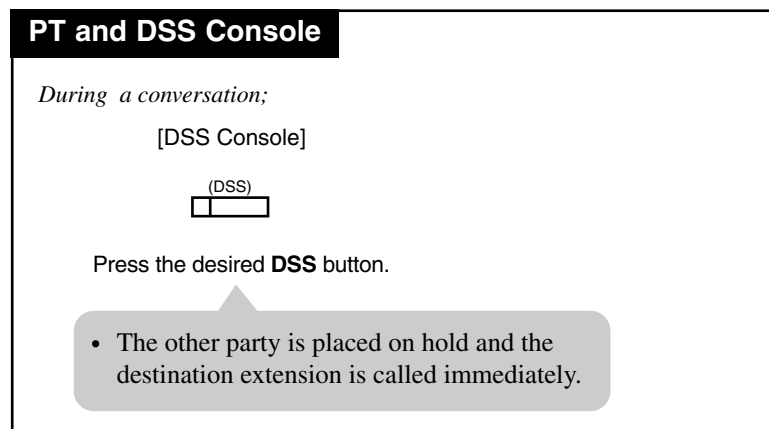 PT and DSS Console
During a conversation;
[DSS Console]
(DSS)
Press the desired DSS button.
• The other party is placed on hold and the
destination extension is called immediately.